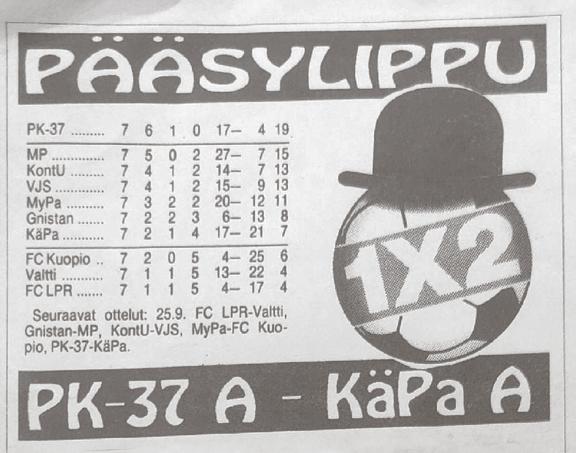 PÄÄSYLIPPU
PK-37 ......... 7 6 1 0 17– 4 19
MP .............. 7 5 0 2 27– 7 15
KontU .......... 7 4 1 2 14– 7 13
VJS ............. 7 4 1 2 15– 9 13
MyPa ........... 7 3 2 2 20– 12 11
Gnistan ....... 7 2 2 3 6– 13 8
KäPa ........... 7 2 1 4 17– 21 7
FC Kuopio .. 7 2 0 5 4– 25 6
Valtti ............ 7 1 1 5 13– 22 4
FC LPR ....... 7 1 1 5 4– 17 4
Seuraavat ottelut: 25.9. FC LPR-Valtti,
Gnistan-MP, KontU-VJS, MyPa-FC Kuo-
pio, PK-37-KäPa.
1X2
PK-37 A - KäPa A